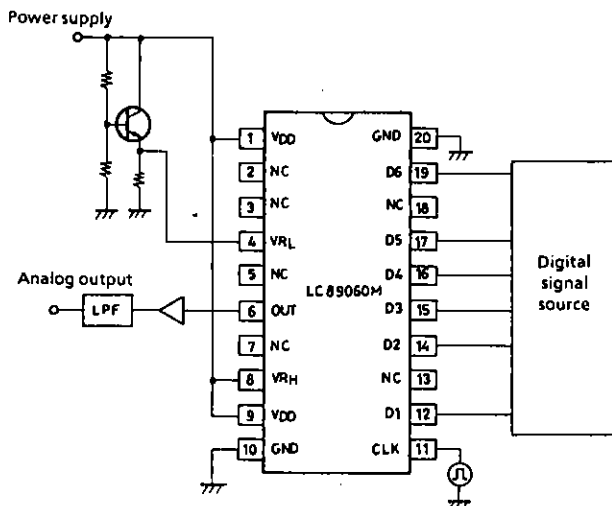 Power supply
1 VDD GND 20
2 NC D6 19
3 NC NC 18
4 VRL D5 17
5 NC D4 16
Analog output
LPF
6 OUT LC89060M D3 15
7 NC D2 14
8 VRH NC 13
9 VDD D1 12
10 GND CLK 11
Digital
signal
source